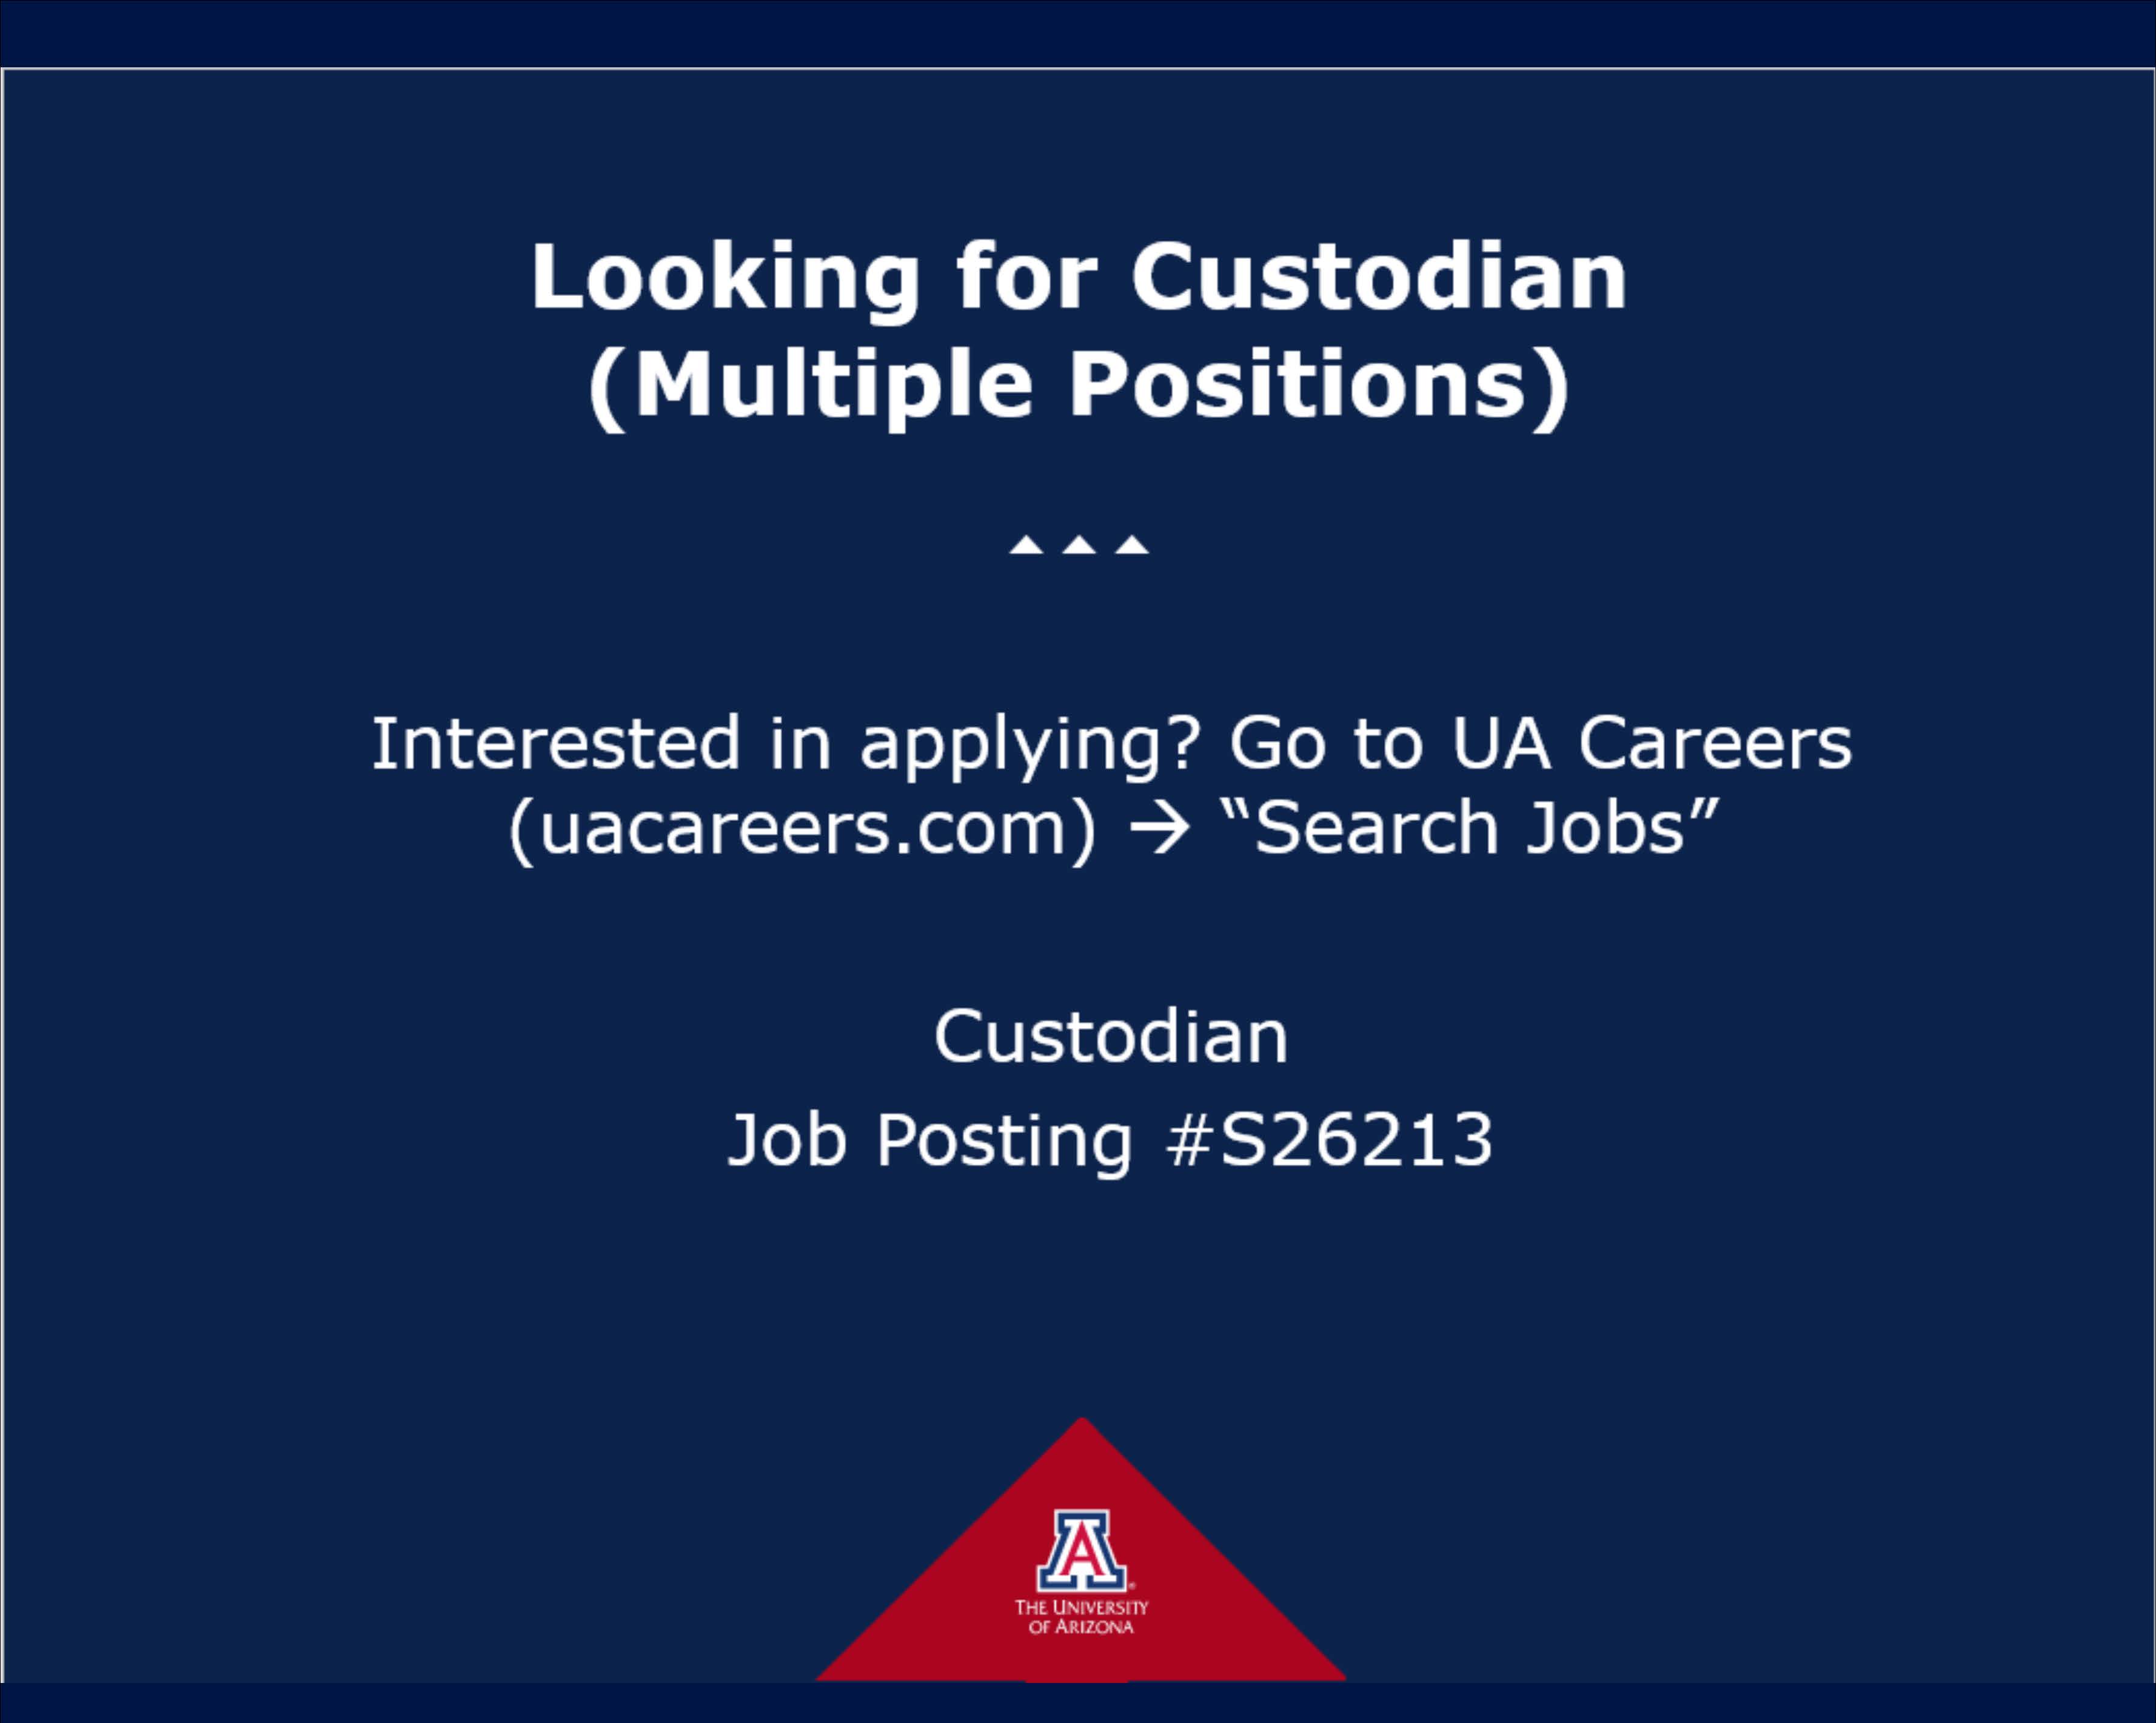 Looking for Custodian
(Multiple Positions)
Interested in applying? Go to UA Careers
(uacareers.com) → “Search Jobs”
Custodian
Job Posting #S26213
A
THE UNIVERSITY
OF ARIZONA